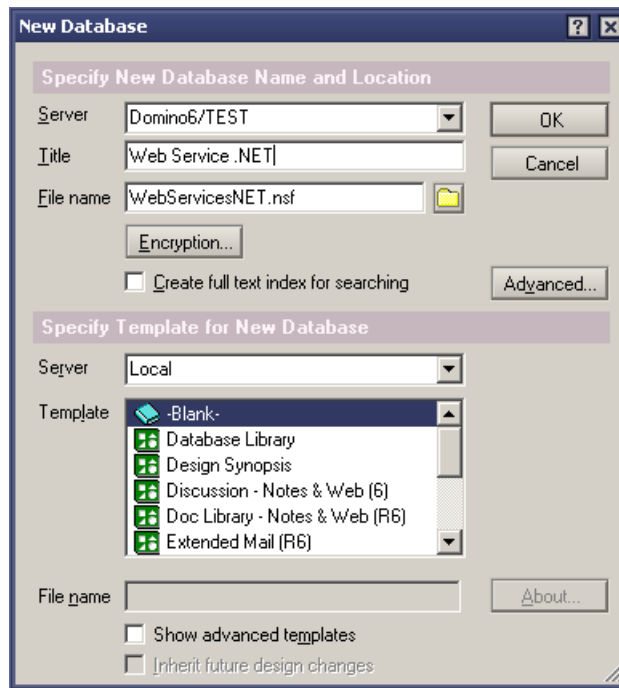 New Database
Specify New Database Name and Location
Server Domino6/TEST OK
Title Web Service .NET Cancel
File name WebServicesNET.nsf
Encryption...
Create full text index for searching Advanced...
Specify Template for New Database
Server Local
Template -Blank-
Database Library
Design Synopsis
Discussion - Notes & Web (6)
Doc Library - Notes & Web (R6)
Extended Mail (R6)
File name About...
Show advanced templates
Inherit future design changes